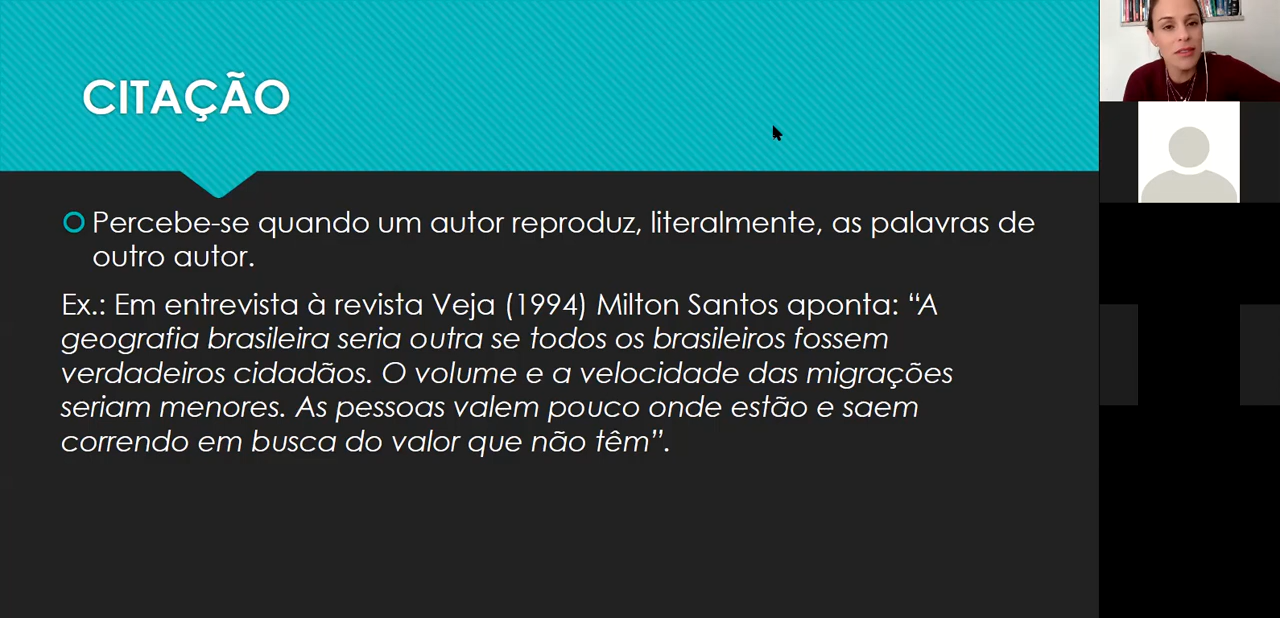 CITAÇÃO
Percebe-se quando um autor reproduz, literalmente, as palavras de
outro autor.
Ex.: Em entrevista à revista Veja (1994) Milton Santos aponta: “A
geografia brasileira seria outra se todos os brasileiros fossem
verdadeiros cidadãos. O volume e a velocidade das migrações
seriam menores. As pessoas valem pouco onde estão e saem
correndo em busca do valor que não têm”.